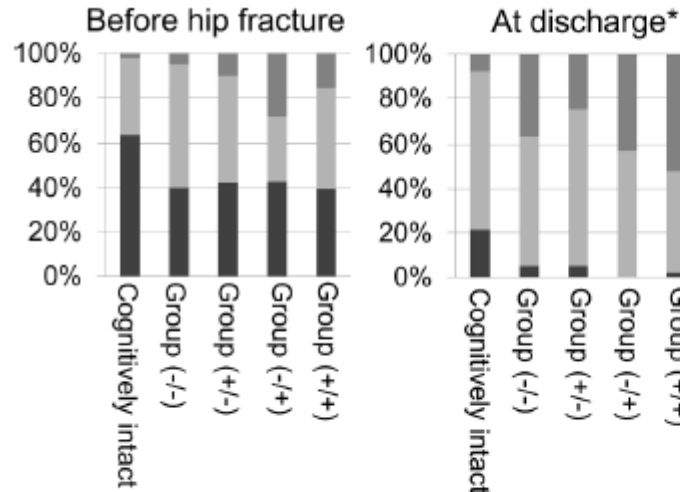 Before hip fracture
100%
80%
60%
40%
20%
0%
Cognitively intact
Group (-/-)
Group (+/-)
Group (-/+)
Group (+/+)
At discharge*
100%
80%
60%
40%
20%
0%
Cognitively intact
Group (-/-)
Group (+/-)
Group (-/+)
Group (+/+)